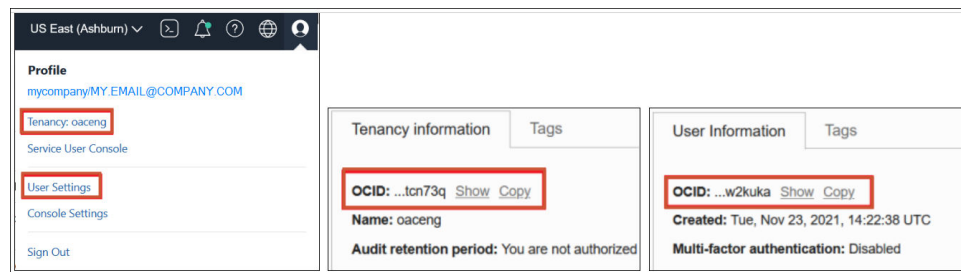 US East (Ashburn)
Profile
mycompany/MY.EMAIL@COMPANY.COM
Tenancy: oaceng
Service User Console
User Settings
Console Settings
Sign Out
Tenancy information Tags
OCID: ...tcn73q Show Copy
Name: oaceng
Audit retention period: You are not authorized
User Information Tags
OCID: ...w2kuka Show Copy
Created: Tue, Nov 23, 2021, 14:22:38 UTC
Multi-factor authentication: Disabled